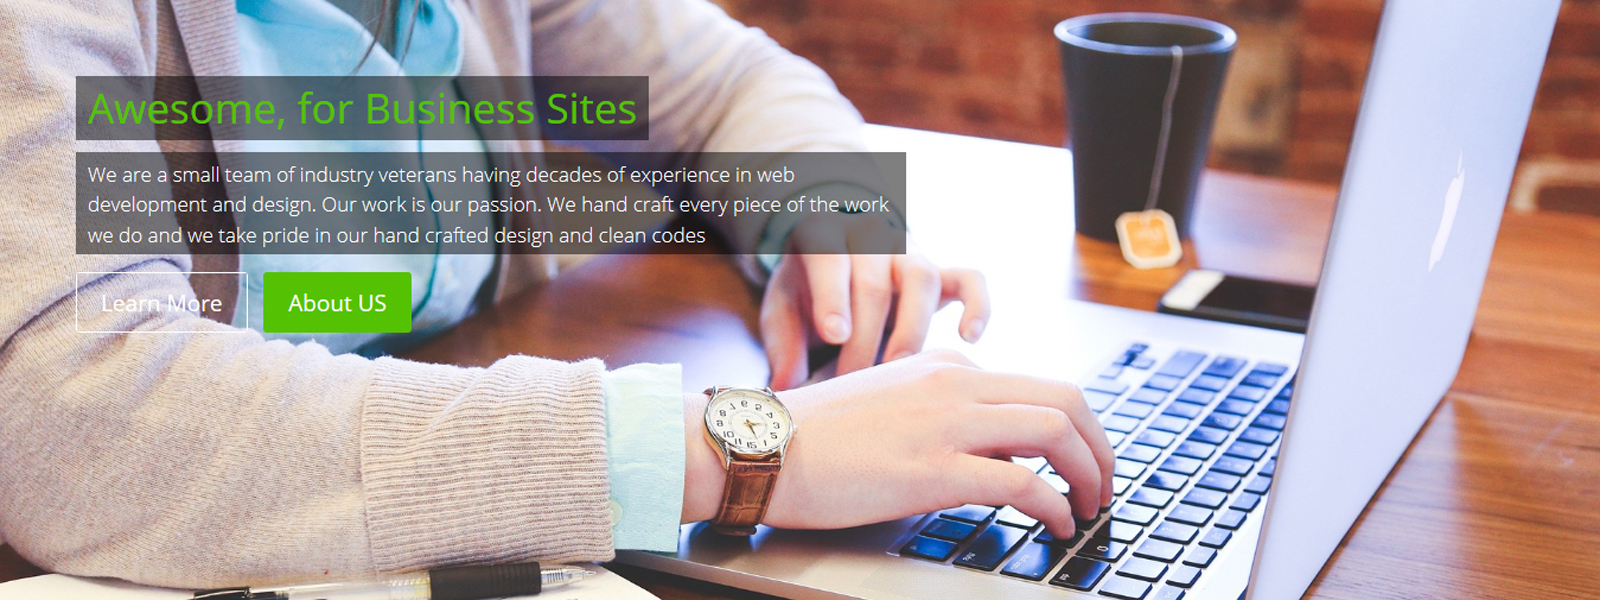 Awesome, for Business Sites
We are a small team of industry veterans having decades of experience in web
development and design. Our work is our passion. We hand craft every piece of the work
we do and we take pride in our hand crafted design and clean codes
Learn More
About US